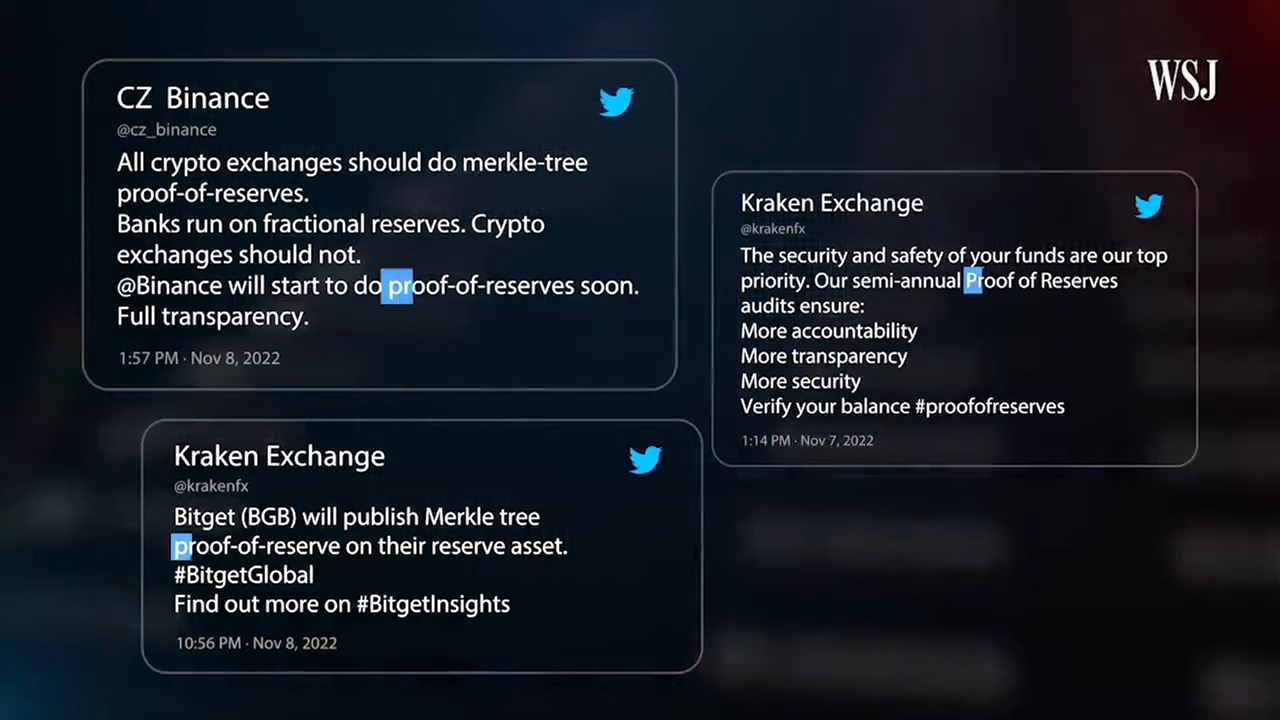 WSJ
CZ Binance
@cz_binance
All crypto exchanges should do merkle-tree
proof-of-reserves.
Banks run on fractional reserves. Crypto
exchanges should not.
@Binance will start to do proof-of-reserves soon.
Full transparency.
1:57 PM · Nov 8, 2022
Kraken Exchange
@krakenfx
The security and safety of your funds are our top
priority. Our semi-annual Proof of Reserves
audits ensure:
More accountability
More transparency
More security
Verify your balance #proofofreserves
1:14 PM · Nov 7, 2022
Kraken Exchange
@krakenfx
Bitget (BGB) will publish Merkle tree
proof-of-reserve on their reserve asset.
#BitgetGlobal
Find out more on #BitgetInsights
10:56 PM · Nov 8, 2022